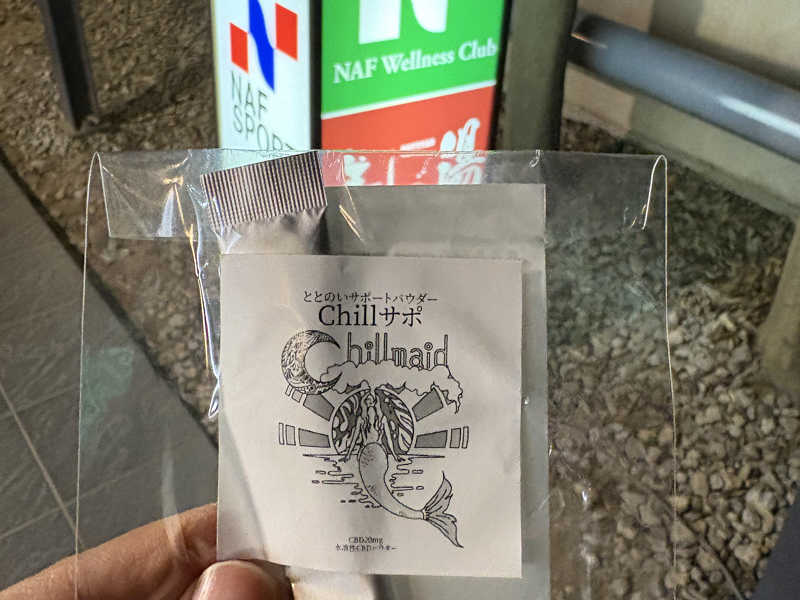 NAF
SPORT
N
NAF Wellness Club
ととのいサポートパウダー
Chillサポ
Chillmaid
CBD20mg
水溶性CBDパウダー